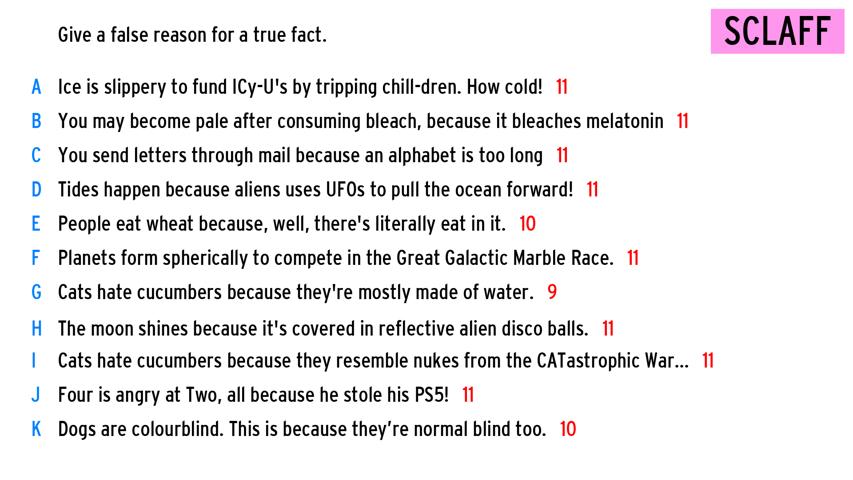 SCLAFF
Give a false reason for a true fact.
A Ice is slippery to fund ICy-U's by tripping chill-dren. How cold! 11
B You may become pale after consuming bleach, because it bleaches melatonin 11
C You send letters through mail because an alphabet is too long 11
D Tides happen because aliens uses UFOs to pull the ocean forward! 11
E People eat wheat because, well, there's literally eat in it. 10
F Planets form spherically to compete in the Great Galactic Marble Race. 11
G Cats hate cucumbers because they're mostly made of water. 9
H The moon shines because it's covered in reflective alien disco balls. 11
I Cats hate cucumbers because they resemble nukes from the CATastrophic War... 11
J Four is angry at Two, all because he stole his PS5! 11
K Dogs are colourblind. This is because they’re normal blind too. 10